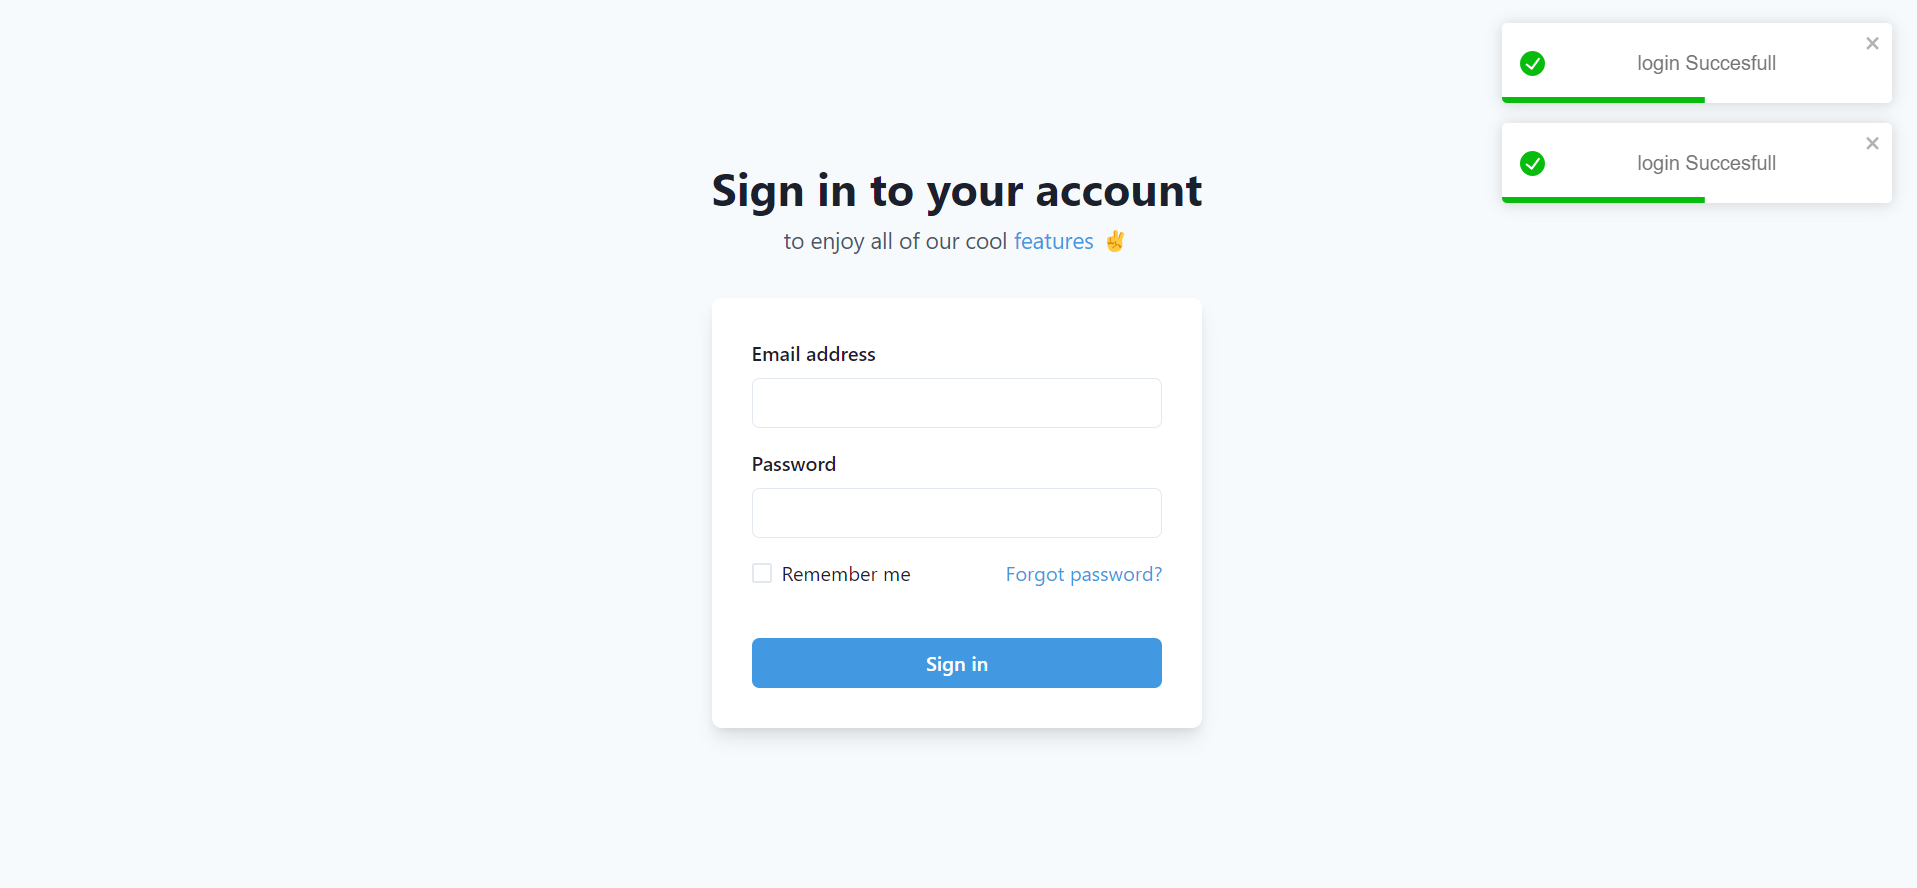 login Succesfull
login Succesfull
Sign in to your account
to enjoy all of our cool features ✌️
Email address
Password
Remember me Forgot password?
Sign in